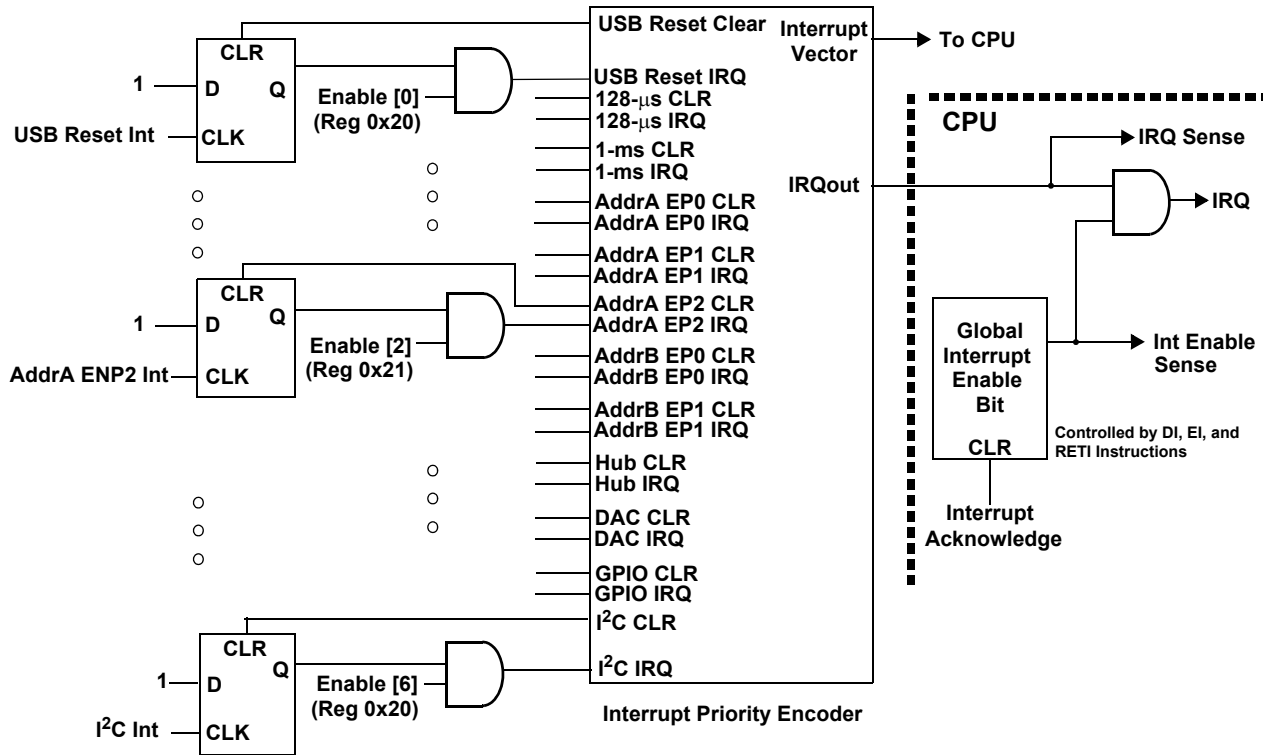 CLR
1
D
Q
USB Reset Int
CLK
Enable [0]
(Reg 0x20)
CLR
1
D
Q
AddrA ENP2 Int
CLK
Enable [2]
(Reg 0x21)
CLR
1
D
Q
I2C Int
CLK
Enable [6]
(Reg 0x20)
USB Reset Clear
USB Reset IRQ
128-μs CLR
128-μs IRQ
1-ms CLR
1-ms IRQ
AddrA EP0 CLR
AddrA EP0 IRQ
AddrA EP1 CLR
AddrA EP1 IRQ
AddrA EP2 CLR
AddrA EP2 IRQ
AddrB EP0 CLR
AddrB EP0 IRQ
AddrB EP1 CLR
AddrB EP1 IRQ
Hub CLR
Hub IRQ
DAC CLR
DAC IRQ
GPIO CLR
GPIO IRQ
I2C CLR
I2C IRQ
Interrupt
Vector
IRQout
Interrupt Priority Encoder
To CPU
CPU
IRQ Sense
IRQ
Global
Interrupt
Enable
Bit
CLR
Int Enable
Sense
Controlled by DI, EI, and
RETI Instructions
Interrupt
Acknowledge